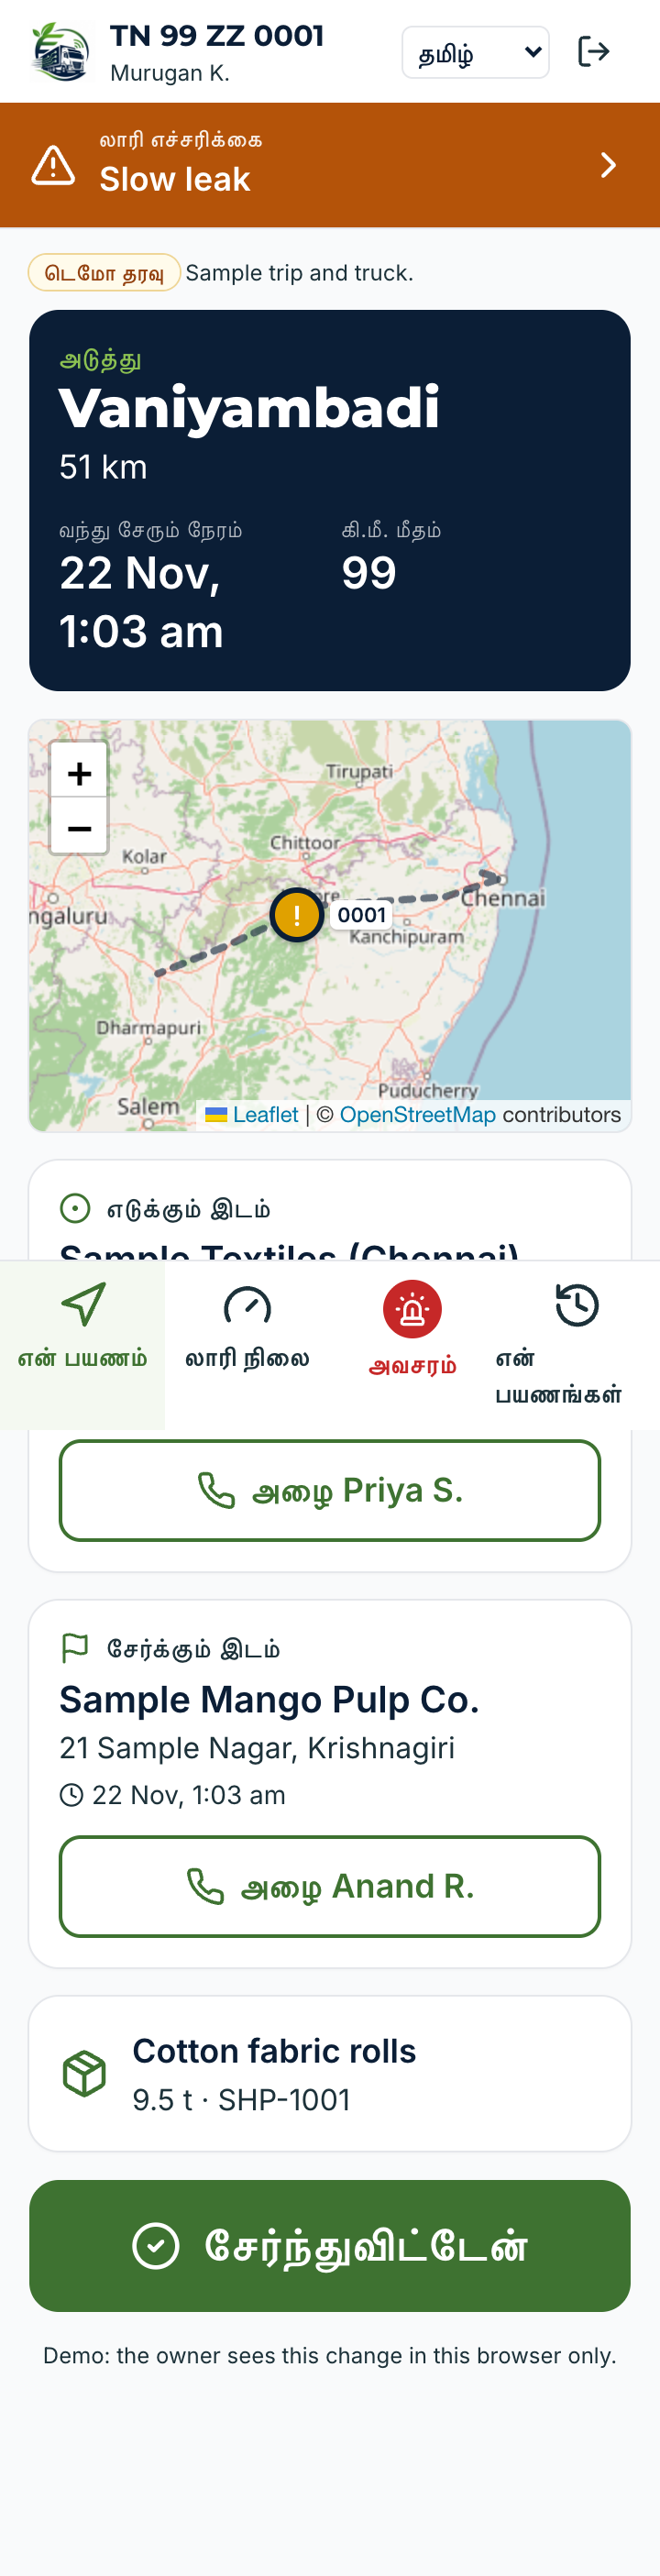 TN 99 ZZ 0001
Murugan K.
தமிழ்
லாரி எச்சரிக்கை
Slow leak
டெமோ தரவு Sample trip and truck.
அடுத்து
Vaniyambadi
51 km
வந்து சேரும் நேரம்
22 Nov,
1:03 am
கி.மீ. மீதம்
99
+
−
Tirupati
Chittoor
Kolar
ngaluru
ore
Chennai
! 0001
Kanchipuram
Dharmapuri
Puducherry
Salem
Leaflet | © OpenStreetMap contributors
எடுக்கும் இடம்
Sample Textiles (Chennai)
என் பயணம்
லாரி நிலை
அவசரம்
என்
பயணங்கள்
அழை Priya S.
சேர்க்கும் இடம்
Sample Mango Pulp Co.
21 Sample Nagar, Krishnagiri
22 Nov, 1:03 am
அழை Anand R.
Cotton fabric rolls
9.5 t · SHP-1001
சேர்ந்துவிட்டேன்
Demo: the owner sees this change in this browser only.